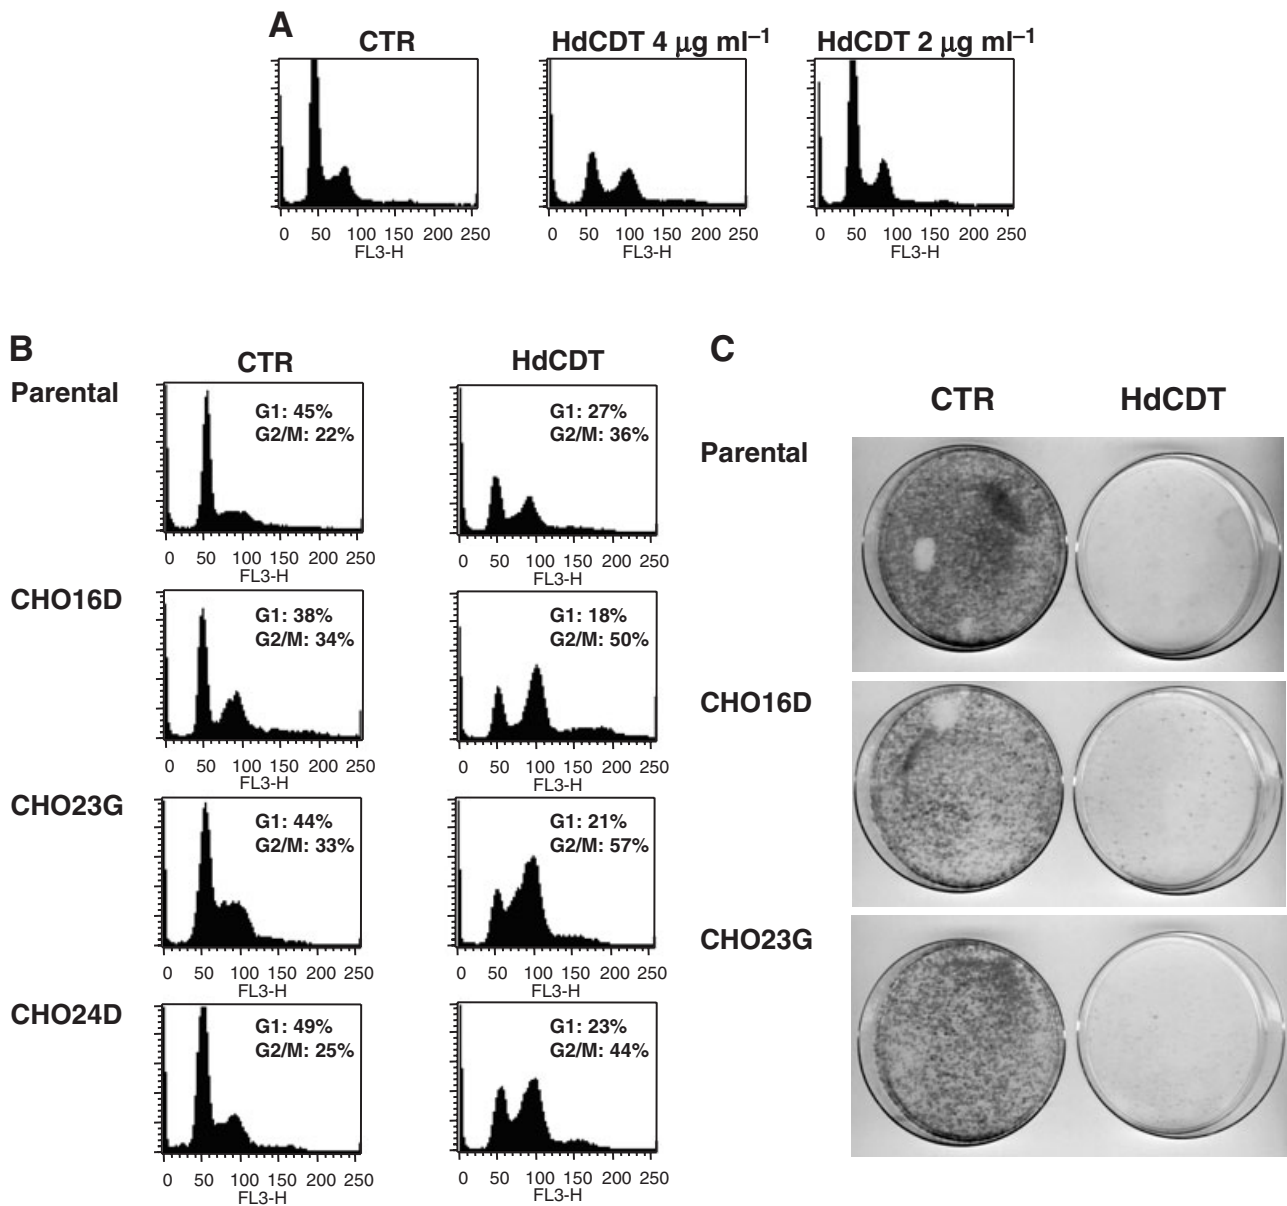 A
CTR
HdCDT 4 µg ml⁻¹
HdCDT 2 µg ml⁻¹
0 50 100 150 200 250
FL3-H
0 50 100 150 200 250
FL3-H
0 50 100 150 200 250
FL3-H
B
CTR
HdCDT
Parental
G1: 45%
G2/M: 22%
0 50 100 150 200 250
FL3-H
G1: 27%
G2/M: 36%
0 50 100 150 200 250
FL3-H
CHO16D
G1: 38%
G2/M: 34%
0 50 100 150 200 250
FL3-H
G1: 18%
G2/M: 50%
0 50 100 150 200 250
FL3-H
CHO23G
G1: 44%
G2/M: 33%
0 50 100 150 200 250
FL3-H
G1: 21%
G2/M: 57%
0 50 100 150 200 250
FL3-H
CHO24D
G1: 49%
G2/M: 25%
0 50 100 150 200 250
FL3-H
G1: 23%
G2/M: 44%
0 50 100 150 200 250
FL3-H
C
CTR
HdCDT
Parental
CHO16D
CHO23G